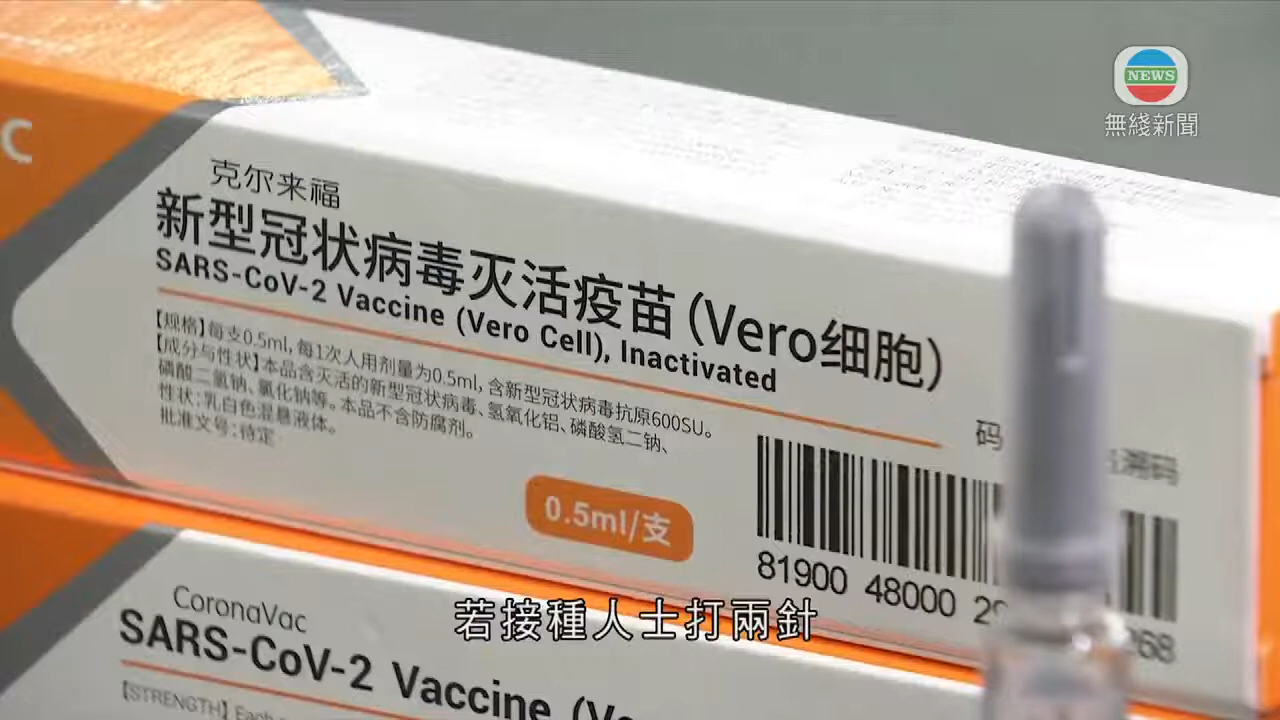 NEWS
無綫新聞
C
克尔来福
新型冠状病毒灭活疫苗(Vero细胞)
SARS-CoV-2 Vaccine (Vero Cell), Inactivated
【规格】每支0.5ml, 每1次人用剂量为0.5ml, 含新型冠状病毒抗原600SU。
【成分与性状】本品含灭活的新型冠状病毒、氢氧化铝、磷酸氢二钠、
磷酸二氢钠、氯化钠等。本品不含防腐剂。
性状:乳白色混悬液体。
批准文号:待定
码 溯码
0.5ml/支
81900 48000 2 268
CoronaVac
SARS-CoV-2 Vaccine (Ve
【STRENGTH】Each
若接種人士打兩針